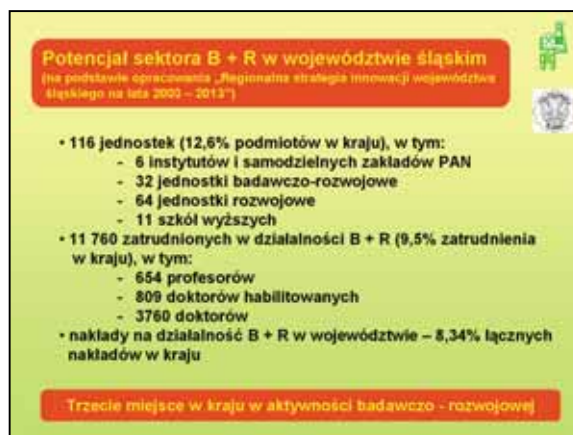 Potencjał sektora B + R w województwie śląskim
(na podstawie opracowania „Regionalna strategia innowacji województwa
śląskiego na lata 2003 – 2013”)
• 116 jednostek (12,6% podmiotów w kraju), w tym:
- 6 instytutów i samodzielnych zakładów PAN
- 32 jednostki badawczo-rozwojowe
- 64 jednostki rozwojowe
- 11 szkół wyższych
• 11 760 zatrudnionych w działalności B + R (9,5% zatrudnienia
w kraju), w tym:
- 654 profesorów
- 809 doktorów habilitowanych
- 3760 doktorów
• nakłady na działalność B + R w województwie – 8,34% łącznych
nakładów w kraju
Trzecie miejsce w kraju w aktywności badawczo - rozwojowej